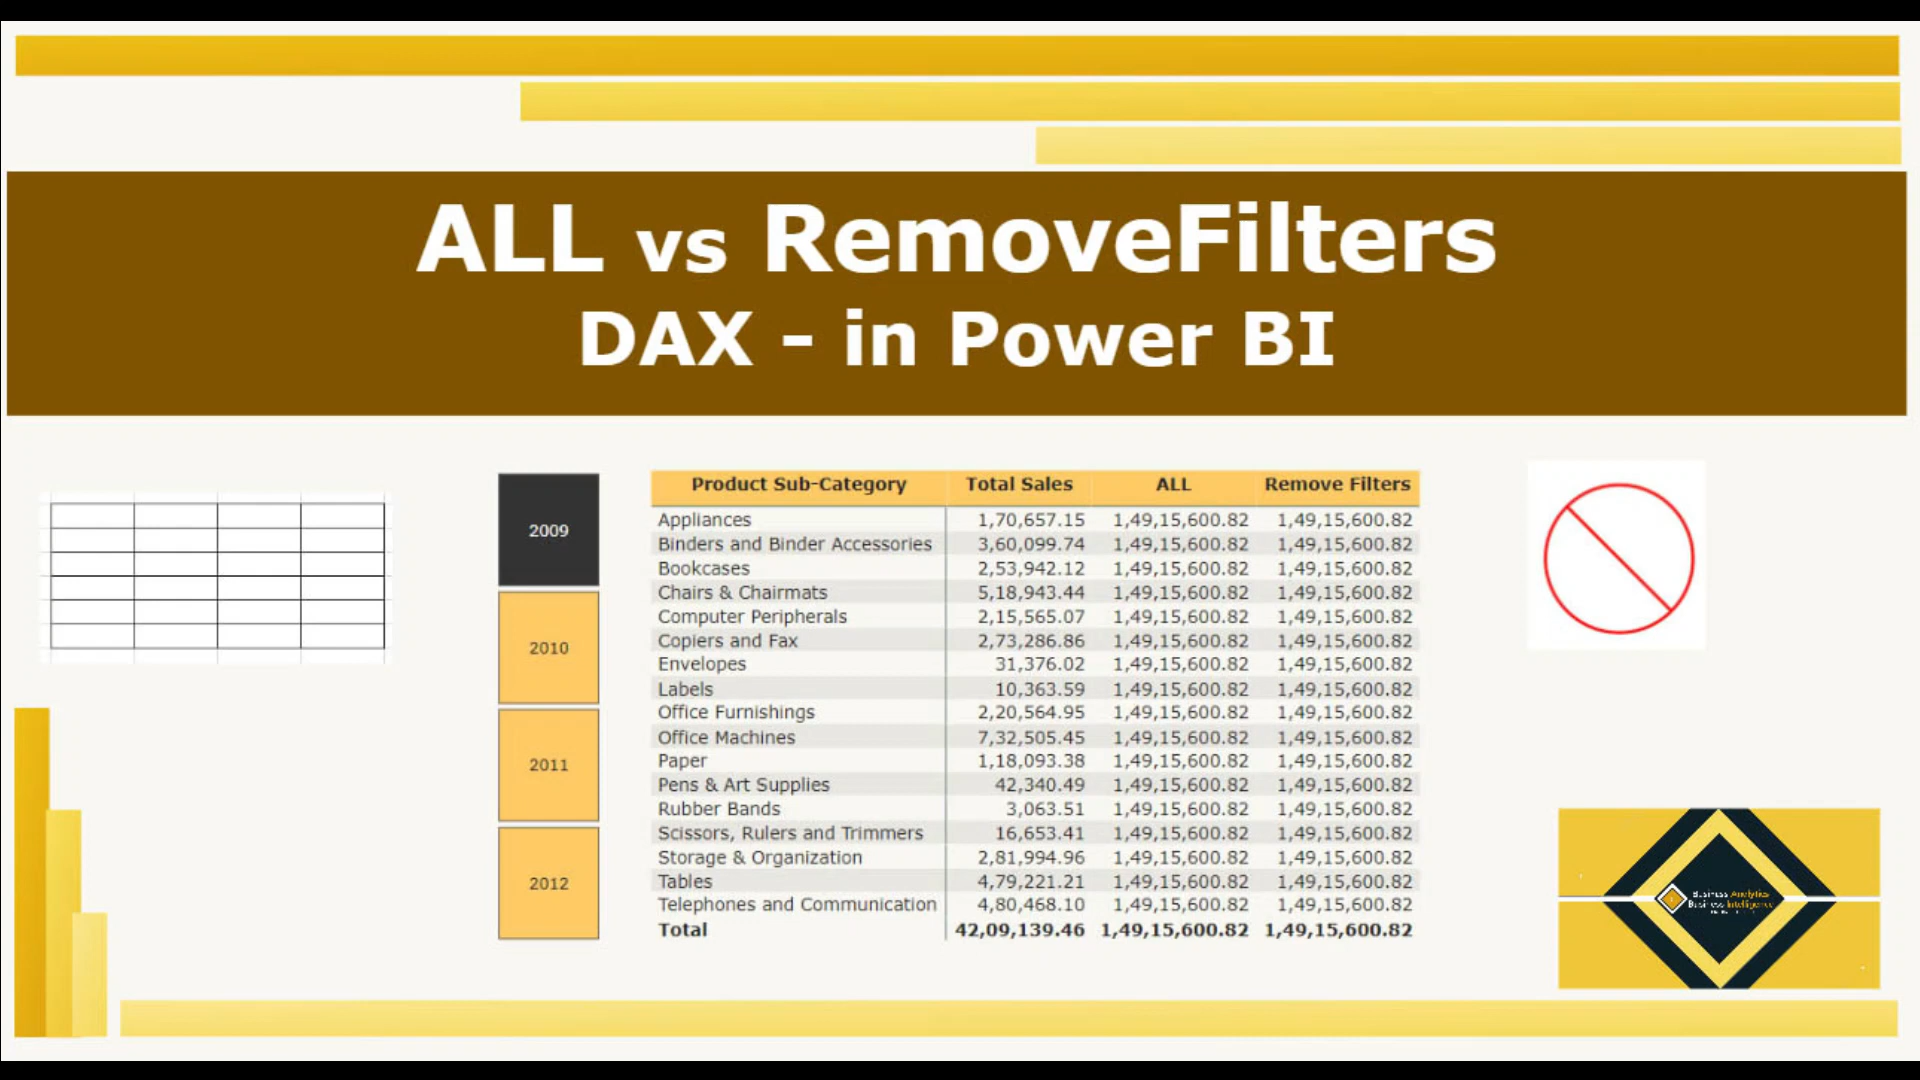 ALL vs RemoveFilters
DAX - in Power BI
2009
2010
2011
2012
Product Sub-Category Total Sales ALL Remove Filters
Appliances 1,70,657.15 1,49,15,600.82 1,49,15,600.82
Binders and Binder Accessories 3,60,099.74 1,49,15,600.82 1,49,15,600.82
Bookcases 2,53,942.12 1,49,15,600.82 1,49,15,600.82
Chairs & Chairmats 5,18,943.44 1,49,15,600.82 1,49,15,600.82
Computer Peripherals 2,15,565.07 1,49,15,600.82 1,49,15,600.82
Copiers and Fax 2,73,286.86 1,49,15,600.82 1,49,15,600.82
Envelopes 31,376.02 1,49,15,600.82 1,49,15,600.82
Labels 10,363.59 1,49,15,600.82 1,49,15,600.82
Office Furnishings 2,20,564.95 1,49,15,600.82 1,49,15,600.82
Office Machines 7,32,505.45 1,49,15,600.82 1,49,15,600.82
Paper 1,18,093.38 1,49,15,600.82 1,49,15,600.82
Pens & Art Supplies 42,340.49 1,49,15,600.82 1,49,15,600.82
Rubber Bands 3,063.51 1,49,15,600.82 1,49,15,600.82
Scissors, Rulers and Trimmers 16,653.41 1,49,15,600.82 1,49,15,600.82
Storage & Organization 2,81,994.96 1,49,15,600.82 1,49,15,600.82
Tables 4,79,221.21 1,49,15,600.82 1,49,15,600.82
Telephones and Communication 4,80,468.10 1,49,15,600.82 1,49,15,600.82
Total 42,09,139.46 1,49,15,600.82 1,49,15,600.82
Business Analytics
Business Intelligence